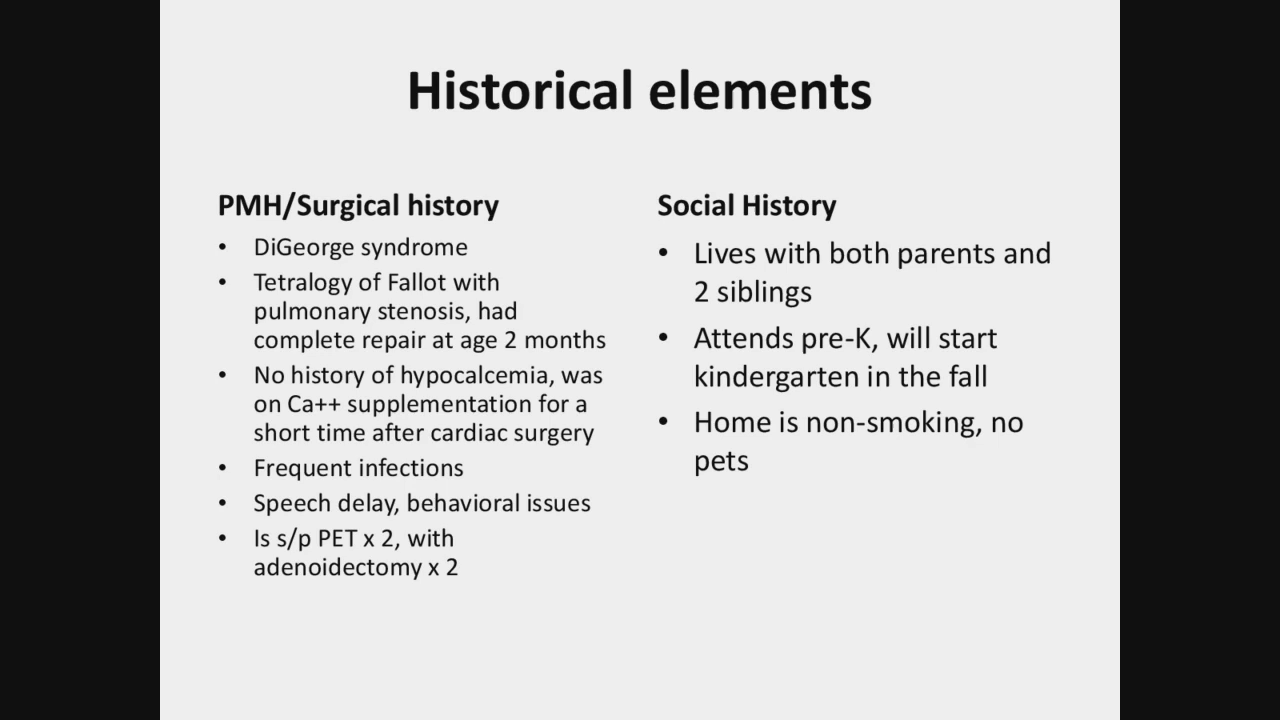 Historical elements
PMH/Surgical history
• DiGeorge syndrome
• Tetralogy of Fallot with
pulmonary stenosis, had
complete repair at age 2 months
• No history of hypocalcemia, was
on Ca++ supplementation for a
short time after cardiac surgery
• Frequent infections
• Speech delay, behavioral issues
• Is s/p PET x 2, with
adenoidectomy x 2
Social History
• Lives with both parents and
2 siblings
• Attends pre-K, will start
kindergarten in the fall
• Home is non-smoking, no
pets